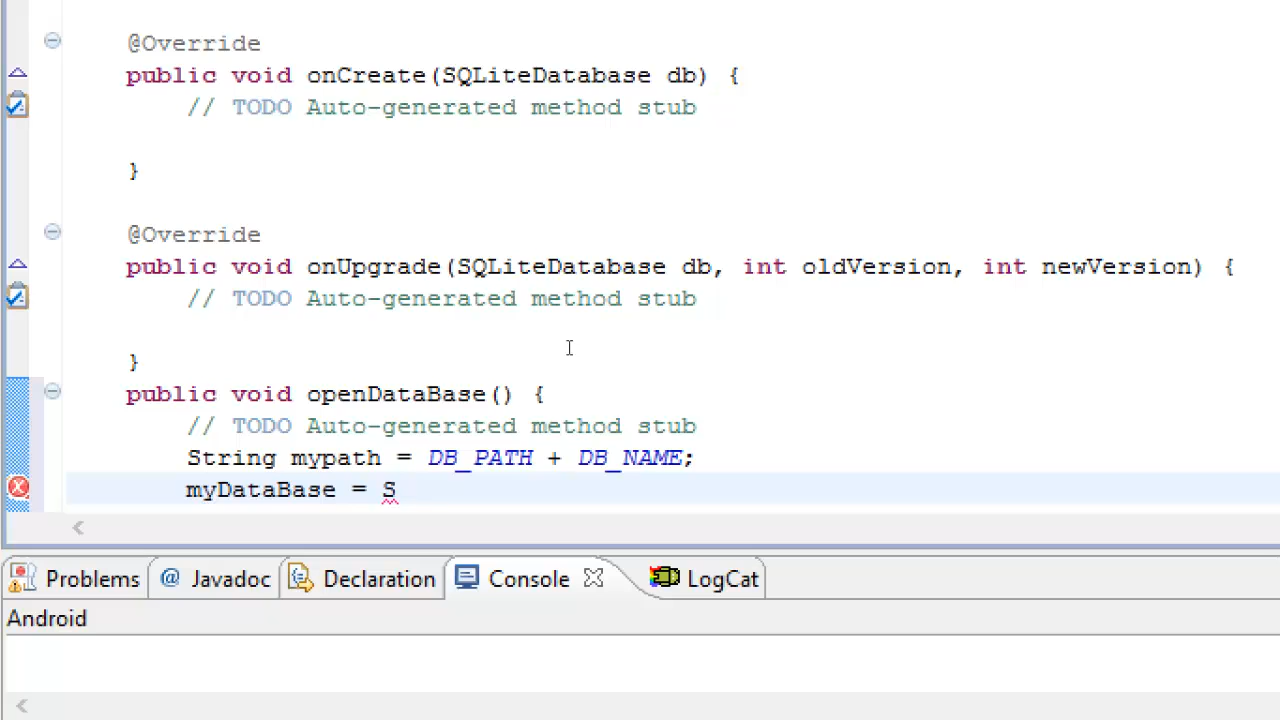 @Override
public void onCreate(SQLiteDatabase db) {
// TODO Auto-generated method stub
}
@Override
public void onUpgrade(SQLiteDatabase db, int oldVersion, int newVersion) {
// TODO Auto-generated method stub
}
public void openDataBase() {
// TODO Auto-generated method stub
String mypath = DB_PATH + DB_NAME;
myDataBase = S
Problems @ Javadoc Declaration Console LogCat
Android